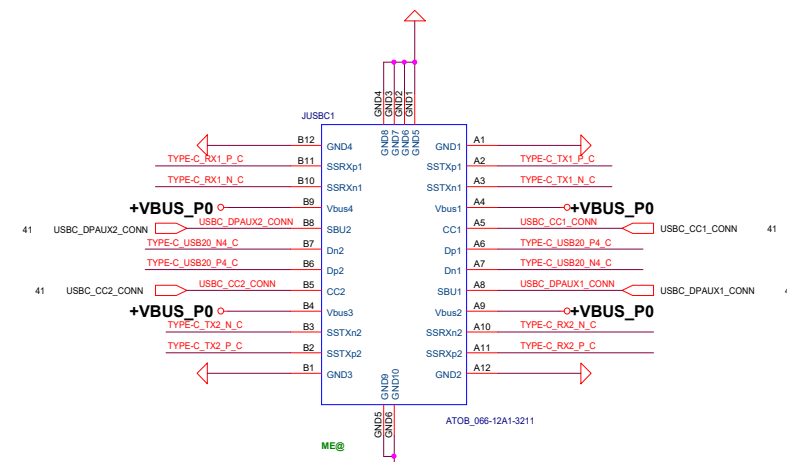 GND4
GND3
GND2
GND1
JUSBC1
GND8
GND7
GND6
GND5
B12 GND4 GND1 A1
TYPE-C_RX1_P_C B11 SSRXp1 SSTXp1 A2 TYPE-C_TX1_P_C
TYPE-C_RX1_N_C B10 SSRXn1 SSTXn1 A3 TYPE-C_TX1_N_C
+VBUS_P0 B9 Vbus4 Vbus1 A4 +VBUS_P0
41 USBC_DPAUX2_CONN USBC_DPAUX2_CONN B8 SBU2 CC1 A5 USBC_CC1_CONN USBC_CC1_CONN 41
TYPE-C_USB20_N4_C B7 Dn2 Dp1 A6 TYPE-C_USB20_P4_C
TYPE-C_USB20_P4_C B6 Dp2 Dn1 A7 TYPE-C_USB20_N4_C
41 USBC_CC2_CONN USBC_CC2_CONN B5 CC2 SBU1 A8 USBC_DPAUX1_CONN USBC_DPAUX1_CONN
+VBUS_P0 B4 Vbus3 Vbus2 A9 +VBUS_P0
TYPE-C_TX2_N_C B3 SSTXn2 SSRXn2 A10 TYPE-C_RX2_N_C
TYPE-C_TX2_P_C B2 SSTXp2 SSRXp2 A11 TYPE-C_RX2_P_C
B1 GND3 GND2 A12
GND9
GND10
GND5
GND6
ATOB_066-12A1-3211
ME@